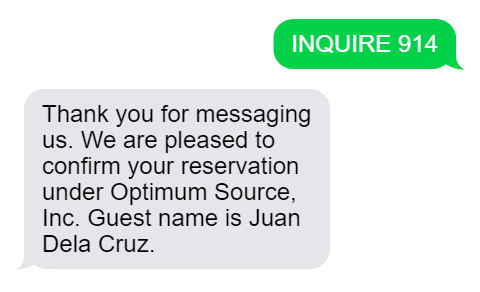 INQUIRE 914
Thank you for messaging
us. We are pleased to
confirm your reservation
under Optimum Source,
Inc. Guest name is Juan
Dela Cruz.